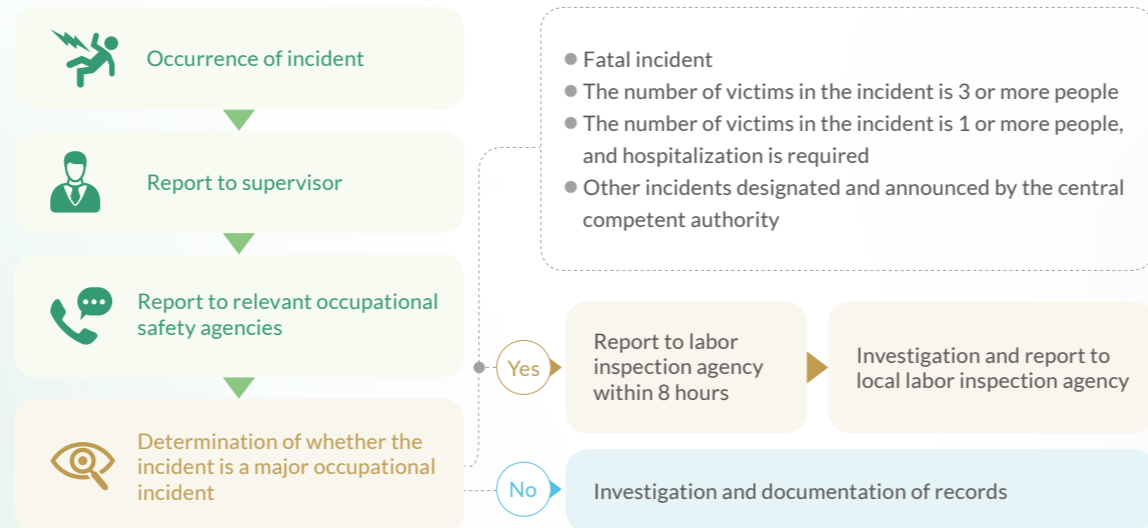 Occurrence of incident
Report to supervisor
Report to relevant occupational
safety agencies
Determination of whether the
incident is a major occupational
incident
● Fatal incident
● The number of victims in the incident is 3 or more people
● The number of victims in the incident is 1 or more people,
and hospitalization is required
● Other incidents designated and announced by the central
competent authority
Yes
Report to labor
inspection agency
within 8 hours
Investigation and report to
local labor inspection agency
No
Investigation and documentation of records